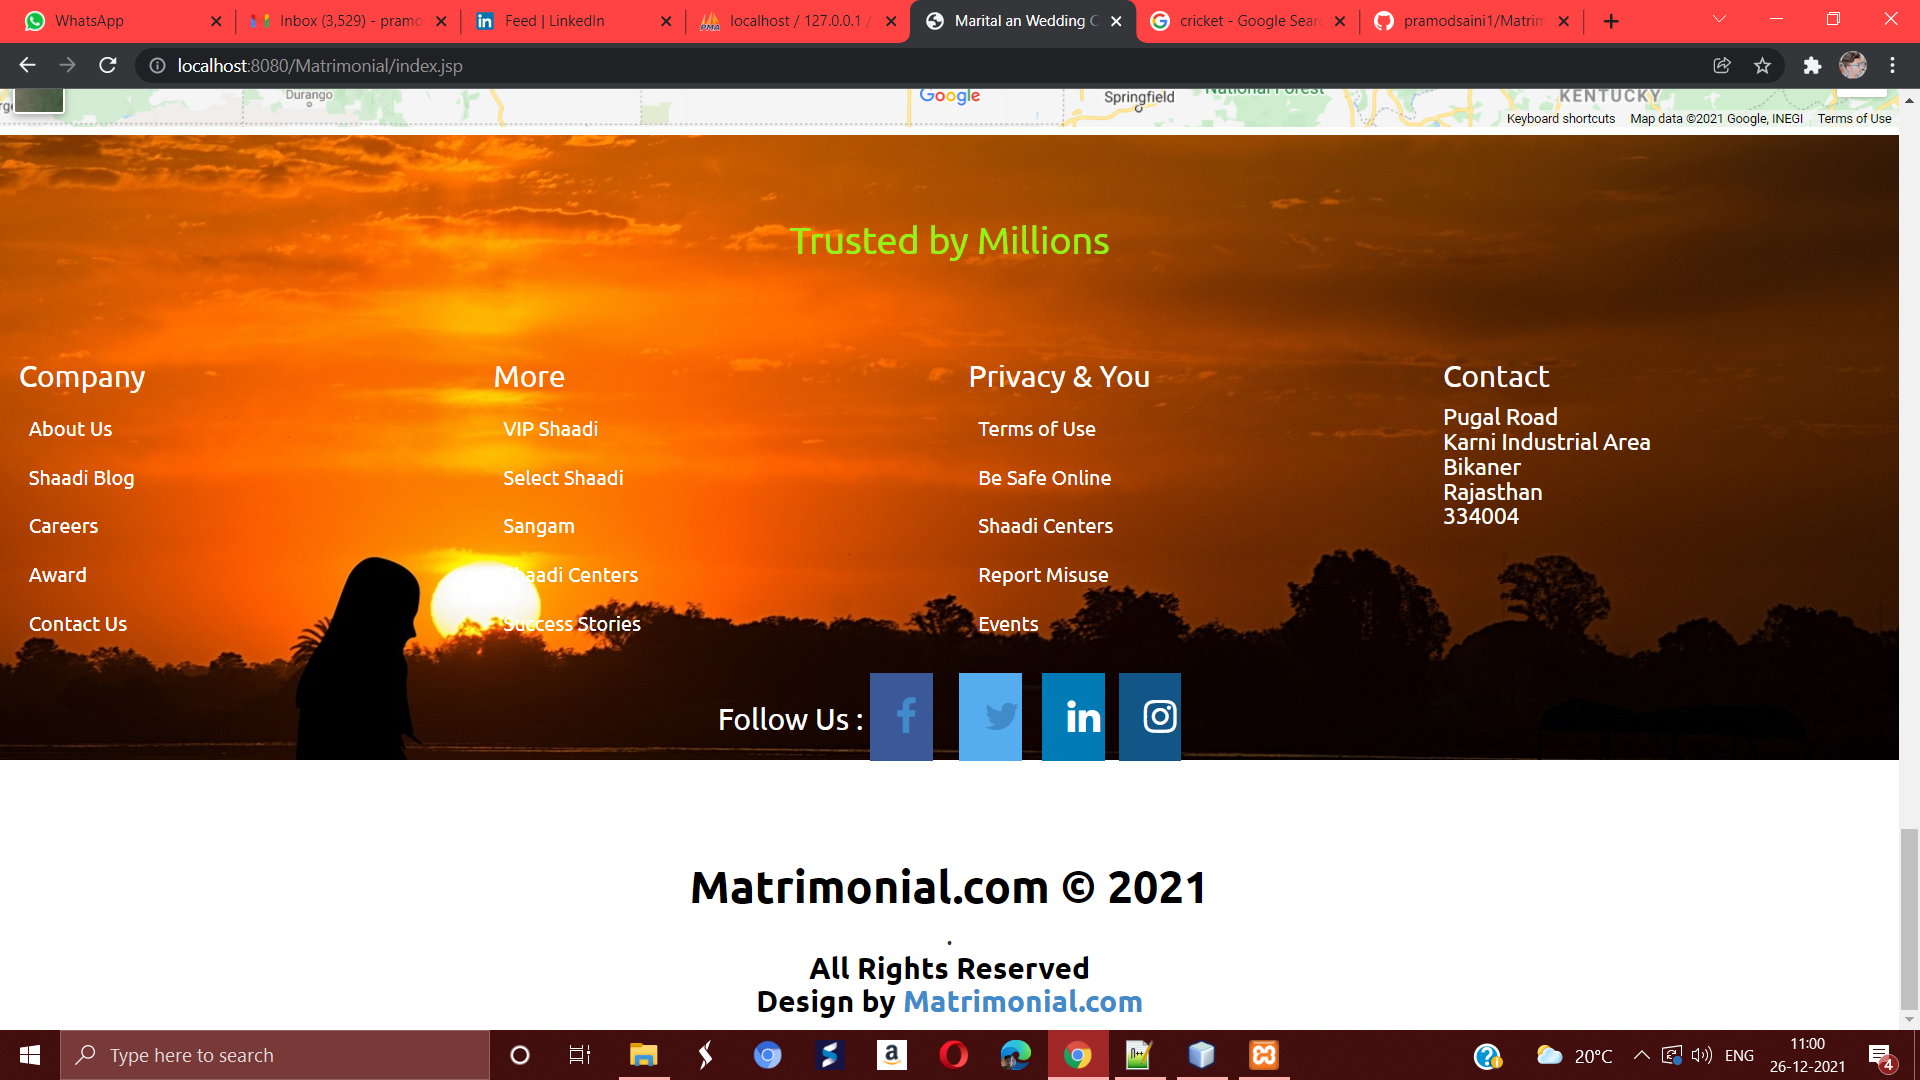 WhatsApp
Inbox (3,529) - pramo
Feed | LinkedIn
localhost / 127.0.0.1 /
Marital an Wedding C
cricket - Google Sear
pramodsaini1/Matrim
localhost:8080/Matrimonial/index.jsp
Durango
Google
Springfield
National Forest
KENTUCKY
Keyboard shortcuts
Map data ©2021 Google, INEGI
Terms of Use
Trusted by Millions
Company
About Us
Shaadi Blog
Careers
Award
Contact Us
More
VIP Shaadi
Select Shaadi
Sangam
Shaadi Centers
Success Stories
Privacy & You
Terms of Use
Be Safe Online
Shaadi Centers
Report Misuse
Events
Contact
Pugal Road
Karni Industrial Area
Bikaner
Rajasthan
334004
Follow Us :
Matrimonial.com © 2021
.
All Rights Reserved
Design by Matrimonial.com
Type here to search
20°C
ENG
11:00
26-12-2021
4